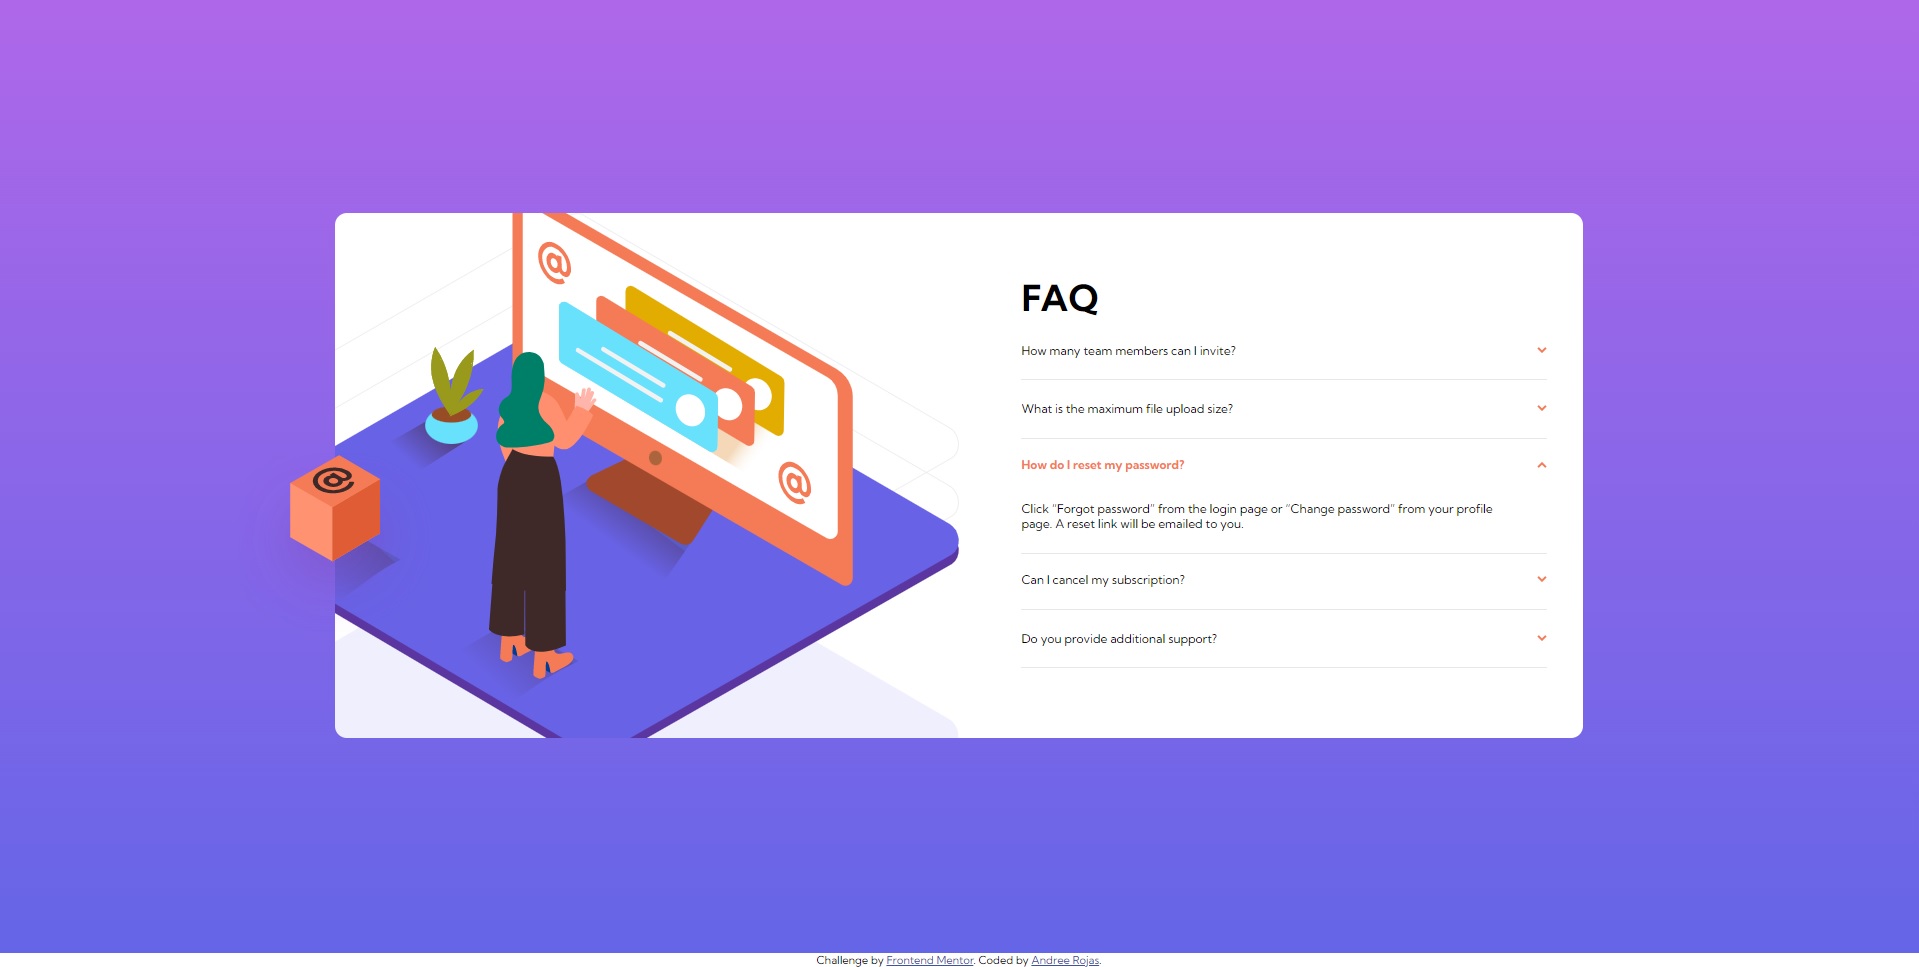 @
@
@
FAQ
How many team members can I invite?
What is the maximum file upload size?
How do I reset my password?
Click “Forgot password” from the login page or “Change password” from your profile
page. A reset link will be emailed to you.
Can I cancel my subscription?
Do you provide additional support?
Challenge by Frontend Mentor. Coded by Andree Rojas.